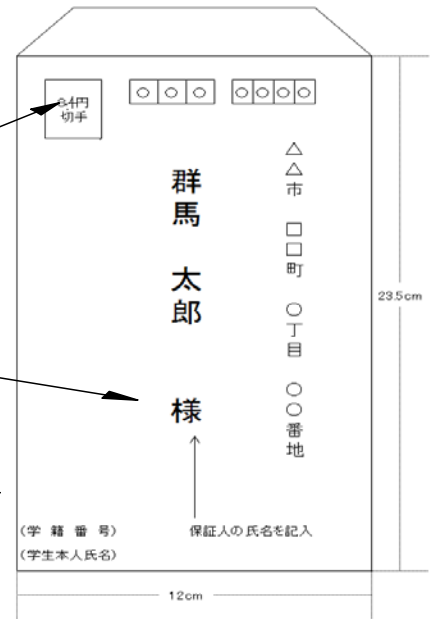 84円
切手
○○○ ○○○○
△△市 □□町 ○丁目 ○○番地
群馬 太郎 様
23.5cm
保証人の氏名を記入
(学籍番号)
(学生本人氏名)
12cm